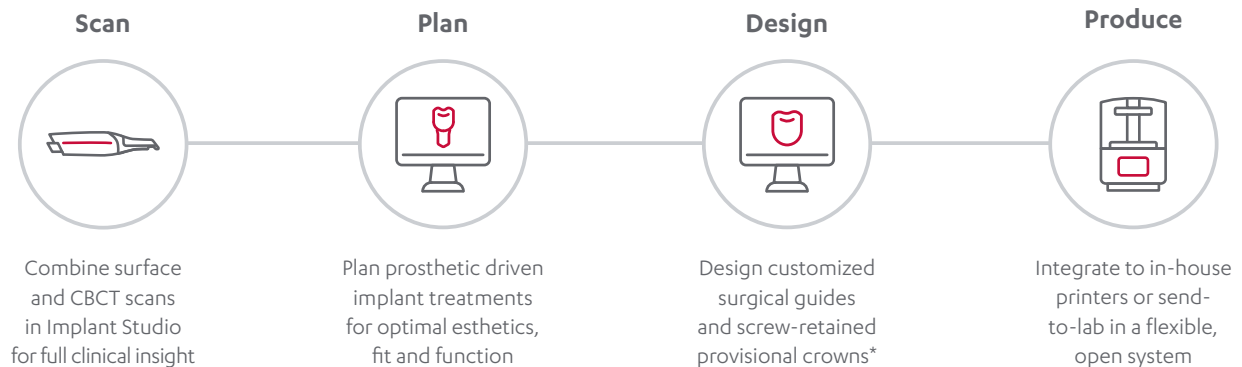 Scan
Combine surface
and CBCT scans
in Implant Studio
for full clinical insight
Plan
Plan prosthetic driven
implant treatments
for optimal esthetics,
fit and function
Design
Design customized
surgical guides
and screw-retained
provisional crowns*
Produce
Integrate to in-house
printers or send-
to-lab in a flexible,
open system